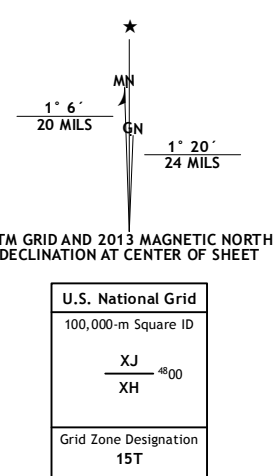 ★
MN
GN
1° 6´
20 MILS
1° 20´
24 MILS
TM GRID AND 2013 MAGNETIC NORTH
DECLINATION AT CENTER OF SHEET
U.S. National Grid
100,000-m Square ID
XJ
4800
XH
Grid Zone Designation
15T